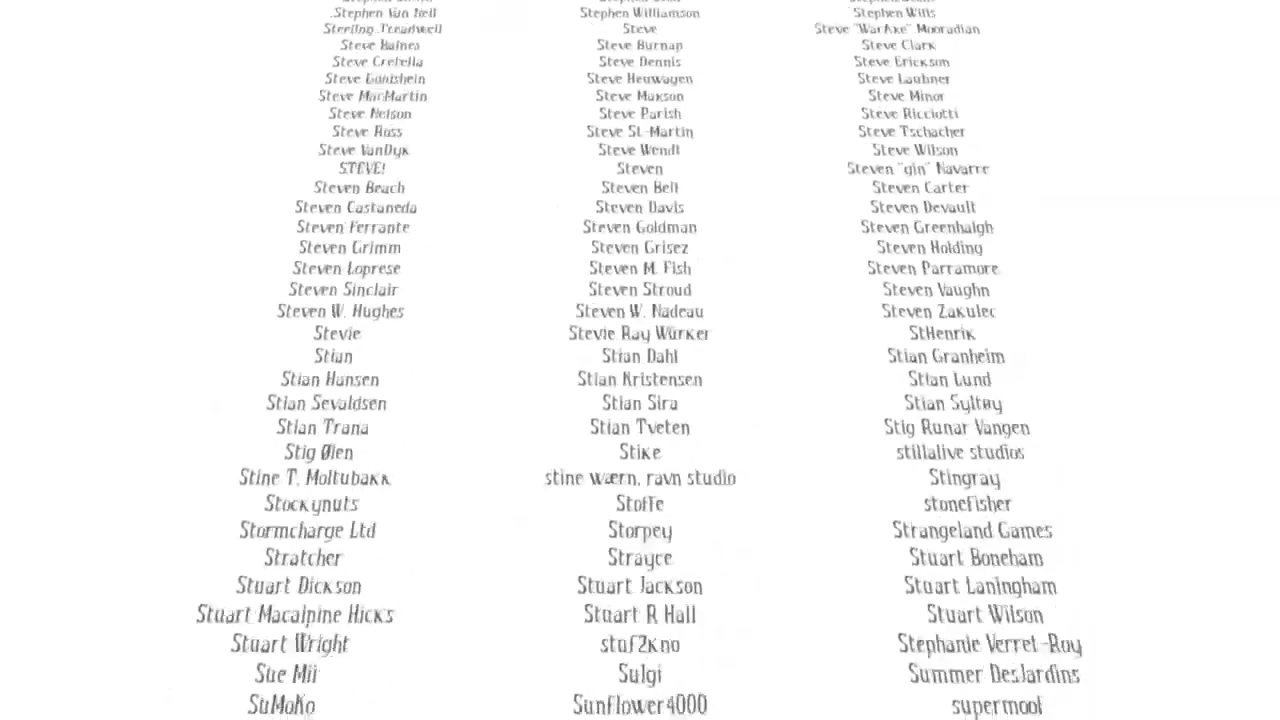 Stephen Van Hell Stephen Williamson Stephen Wills
Sterling Treadwell Steve Steve "WarAxe" Mooradian
Steve Baines Steve Burnap Steve Clark
Steve Crebella Steve Dennis Steve Erickson
Steve Steve Heuwagen Steve Laubner
Steve MacMartin Steve Maxson Steve Minor
Steve Nelson Steve Parish Steve Ricciotti
Steve Ross Steve St-Martin Steve Tschacher
Steve VanDyk Steve Wendt Steve Wilson
STEVE! Steven Steven "gin" Navarre
Steven Beach Steven Bell Steven Carter
Steven Castaneda Steven Davis Steven Devault
Steven Ferrante Steven Goldman Steven Greenhalgh
Steven Grimm Steven Grisez Steven Holding
Steven Loprese Steven M. Fish Steven Parramore
Steven Sinclair Steven Stroud Steven Vaughn
Steven W. Hughes Steven W. Nadeau Steven Zakulec
Stevie Stevie Ray Würker StHenrik
Stian Stian Dahl Stian Granheim
Stian Hansen Stian Kristensen Stian Lund
Stian Sevaldsen Stian Sira Stian Syltøy
Stian Trana Stian Tveten Stig Runar Vangen
Stig Øien Stike stillalive studios
Stine T. Moltubakk stine wærn, ravn studio Stingray
Stockynuts Stoffe stonefisher
Stormcharge Ltd Storpey Strangeland Games
Stratcher Strayce Stuart Boneham
Stuart Dickson Stuart Jackson Stuart Laningham
Stuart Macalpine Hicks Stuart R Hall Stuart Wilson
Stuart Wright stuf2kno Stephanie Verret-Roy
Sue Mii Sulgi Summer DesJardins
SuMoKo Sunflower4000 supermoof